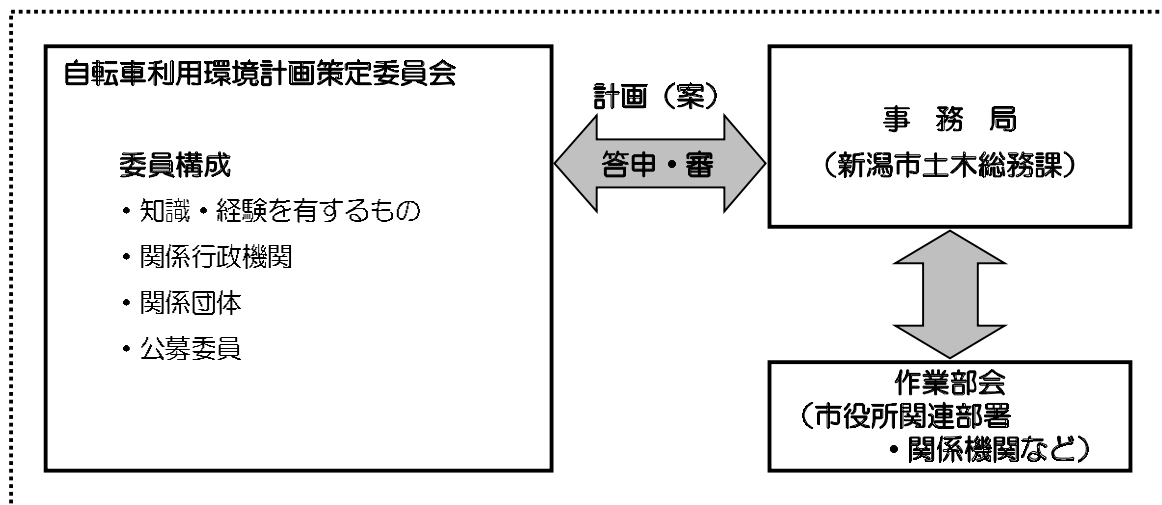 自転車利用環境計画策定委員会
委員構成
・知識・経験を有するもの
・関係行政機関
・関係団体
・公募委員
計画（案）
答申・審
事　務　局
（新潟市土木総務課）
作業部会
（市役所関連部署
・関係機関など）